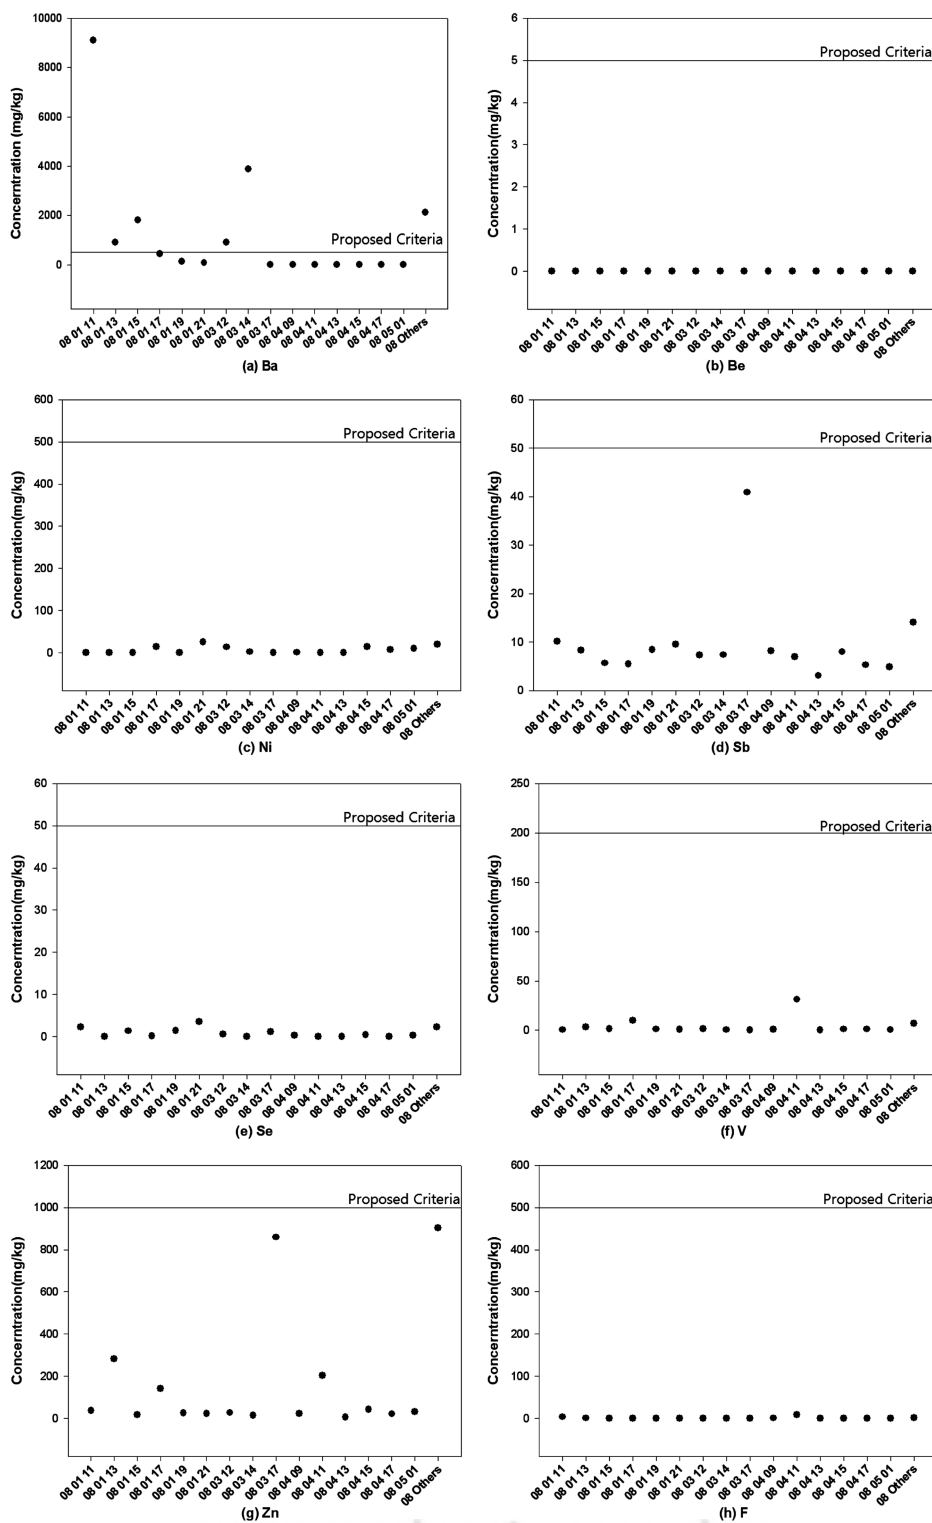 10000
8000
6000
4000
2000
0
Concerntration (mg/kg)
Proposed Criteria
08 01 11
08 01 13
08 01 15
08 01 17
08 01 19
08 01 21
08 03 12
08 03 14
08 03 17
08 04 09
08 04 11
08 04 13
08 04 15
08 04 17
08 05 01
08 Others
(a) Ba
6
5
4
3
2
1
0
Concerntration(mg/kg)
Proposed Criteria
08 01 11
08 01 13
08 01 15
08 01 17
08 01 19
08 01 21
08 03 12
08 03 14
08 03 17
08 04 09
08 04 11
08 04 13
08 04 15
08 04 17
08 05 01
08 Others
(b) Be
600
500
400
300
200
100
0
Concerntration(mg/kg)
Proposed Criteria
08 01 11
08 01 13
08 01 15
08 01 17
08 01 19
08 01 21
08 03 12
08 03 14
08 03 17
08 04 09
08 04 11
08 04 13
08 04 15
08 04 17
08 05 01
08 Others
(c) Ni
60
50
40
30
20
10
0
Concerntration(mg/kg)
Proposed Criteria
08 01 11
08 01 13
08 01 15
08 01 17
08 01 19
08 01 21
08 03 12
08 03 14
08 03 17
08 04 09
08 04 11
08 04 13
08 04 15
08 04 17
08 05 01
08 Others
(d) Sb
60
50
40
30
20
10
0
Concerntration(mg/kg)
Proposed Criteria
08 01 11
08 01 13
08 01 15
08 01 17
08 01 19
08 01 21
08 03 12
08 03 14
08 03 17
08 04 09
08 04 11
08 04 13
08 04 15
08 04 17
08 05 01
08 Others
(e) Se
250
200
150
100
50
0
Concerntration(mg/kg)
Proposed Criteria
08 01 11
08 01 13
08 01 15
08 01 17
08 01 19
08 01 21
08 03 12
08 03 14
08 03 17
08 04 09
08 04 11
08 04 13
08 04 15
08 04 17
08 05 01
08 Others
(f) V
1200
1000
800
600
400
200
0
Concerntration(mg/kg)
Proposed Criteria
08 01 11
08 01 13
08 01 15
08 01 17
08 01 19
08 01 21
08 03 12
08 03 14
08 03 17
08 04 09
08 04 11
08 04 13
08 04 15
08 04 17
08 05 01
08 Others
(g) Zn
600
500
400
300
200
100
0
Concerntration(mg/kg)
Proposed Criteria
08 01 11
08 01 13
08 01 15
08 01 17
08 01 19
08 01 21
08 03 12
08 03 14
08 03 17
08 04 09
08 04 11
08 04 13
08 04 15
08 04 17
08 05 01
08 Others
(h) F